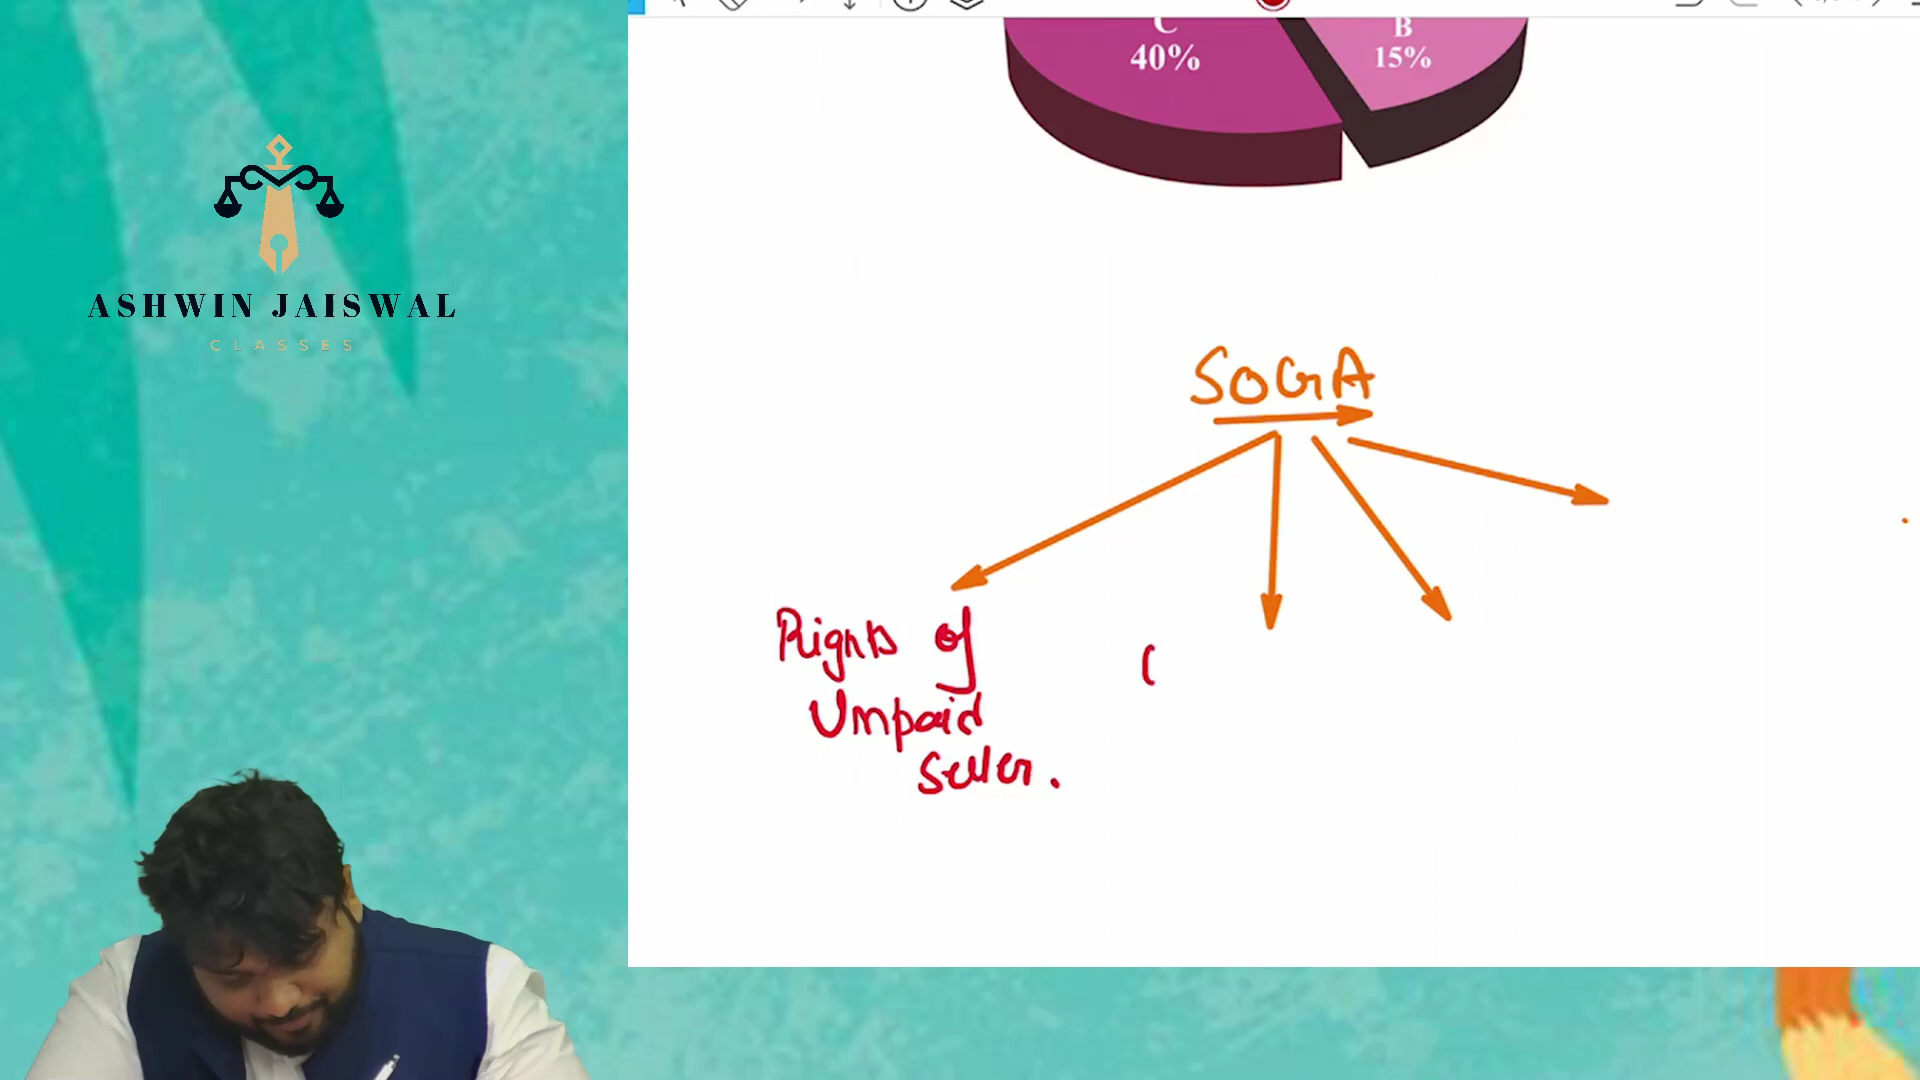 C
40%
B
15%
ASHWIN JAISWAL
CLASSES
SOGA
Rights of
Unpaid
Seller.